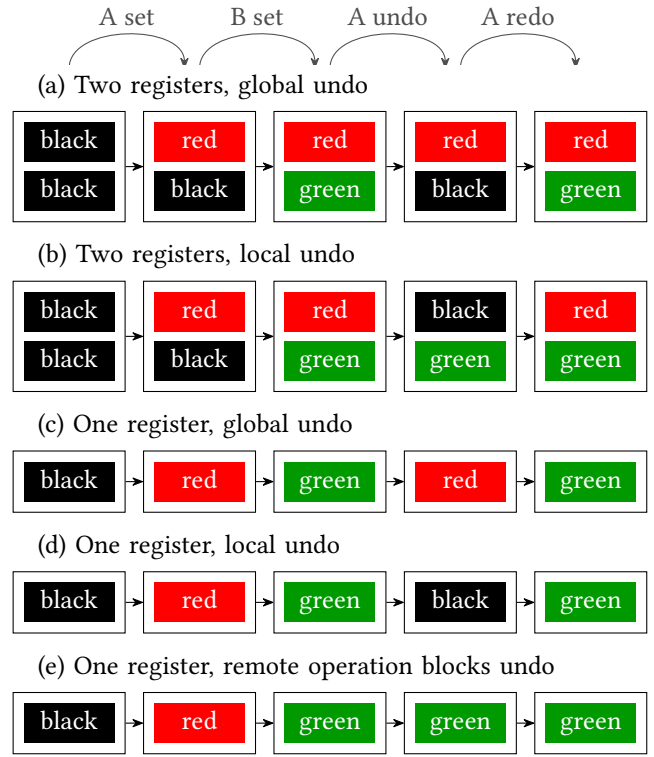 A set B set A undo A redo
(a) Two registers, global undo
black red red red red
black black green black green
(b) Two registers, local undo
black red red black red
black black green green green
(c) One register, global undo
black red green red green
(d) One register, local undo
black red green black green
(e) One register, remote operation blocks undo
black red green green green